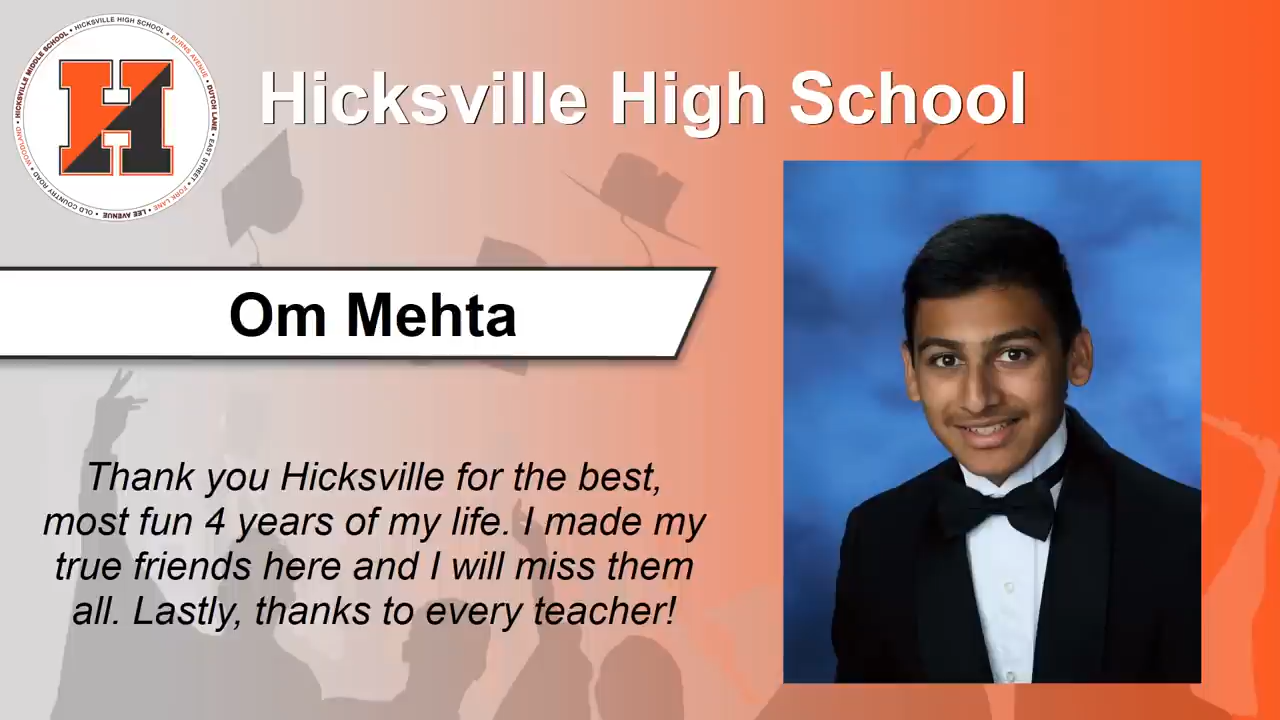 • HICKSVILLE HIGH SCHOOL • BURNS AVENUE • DUTCH LANE • EAST STREET • FORK LANE • LEE AVENUE • OLD COUNTRY ROAD • WOODLAND • HICKSVILLE MIDDLE SCHOOL
H
Hicksville High School
Om Mehta
Thank you Hicksville for the best,
most fun 4 years of my life. I made my
true friends here and I will miss them
all. Lastly, thanks to every teacher!